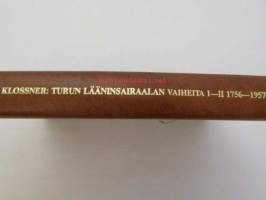 KLOSSNER: TURUN LÄÄNINSAIRAALAN VAIHEITA I—II 1756—1957